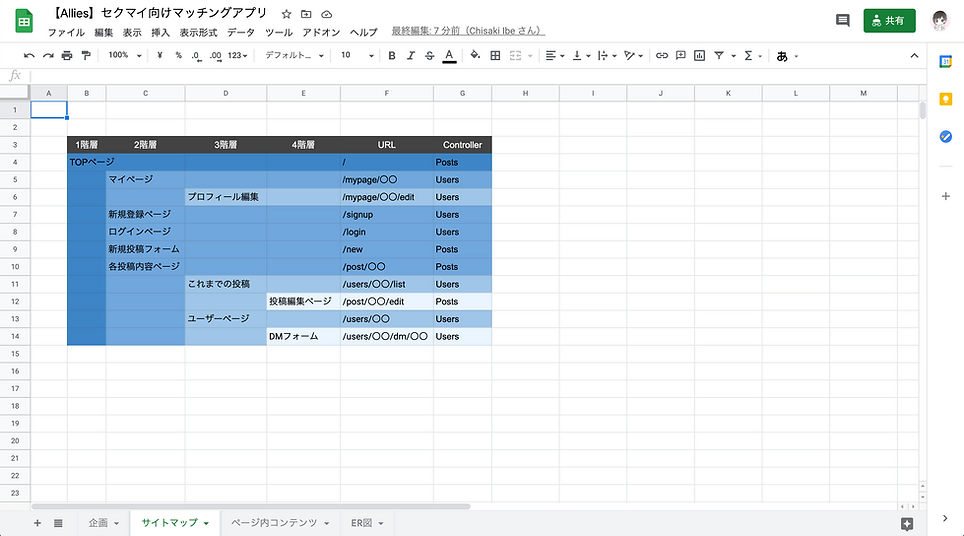 【Allies】セクマイ向けマッチングアプリ
ファイル 編集 表示 挿入 表示形式 データ ツール アドオン ヘルプ 最終編集: 7 分前（Chisaki Ibe さん）
共有
100% ¥ % .0 .00 123 デフォルト... 10 B I S A あ
fx
A B C D E F G H I J K L M
1
2
3 1階層 2階層 3階層 4階層 URL Controller
4 TOPページ / Posts
5 マイページ /mypage/〇〇 Users
6 プロフィール編集 /mypage/〇〇/edit Users
7 新規登録ページ /signup Users
8 ログインページ /login Users
9 新規投稿フォーム /new Posts
10 各投稿内容ページ /post/〇〇 Posts
11 これまでの投稿 /users/〇〇/list Users
12 投稿編集ページ /post/〇〇/edit Posts
13 ユーザーページ /users/〇〇 Users
14 DMフォーム /users/〇〇/dm/〇〇 Users
15
16
17
18
19
20
21
22
23
企画 サイトマップ ページ内コンテンツ ER図